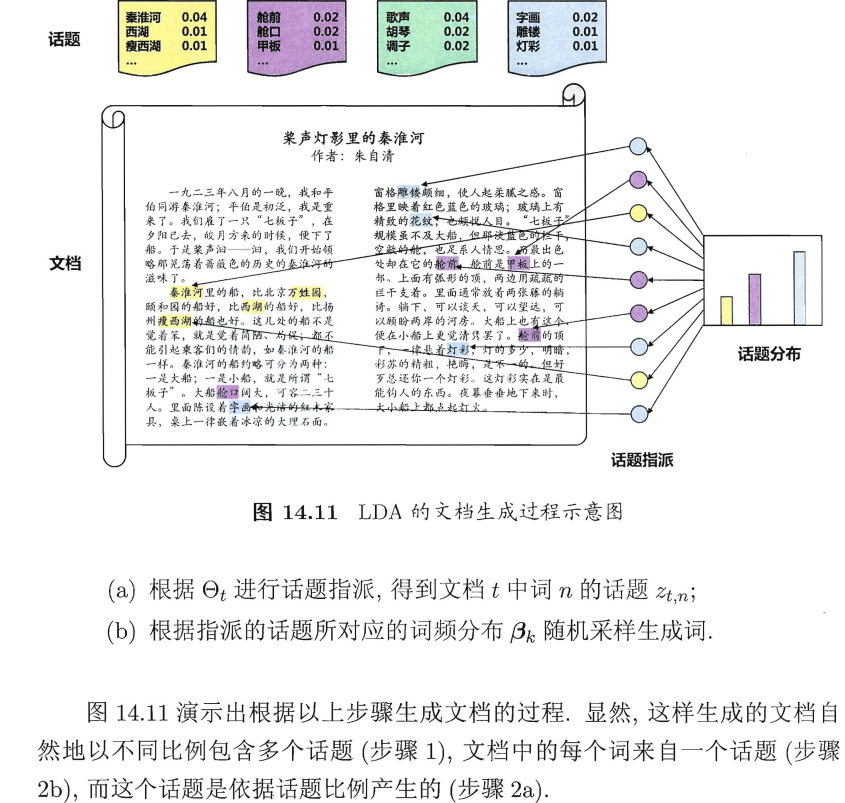 话题
秦淮河 0.04
西湖 0.01
瘦西湖 0.01
...
舱前 0.02
舱口 0.02
甲板 0.01
...
歌声 0.04
胡琴 0.02
调子 0.02
...
字画 0.02
雕镂 0.01
灯彩 0.01
...
文档
桨声灯影里的秦淮河
作者：朱自清
一九二三年八月的一晚，我和平
伯同游秦淮河；平伯是初泛，我是重
来了。我们雇了一只“七板子”，在
夕阳已去，皎月方来的时候，便下了
船。于是桨声汩——汩，我们开始领
略那晃荡着蔷薇色的历史的秦淮河的
滋味了。
秦淮河里的船，比北京万甡园，
颐和园的船好，比西湖的船好，比扬
州瘦西湖的船也好。这几处的船不是
觉着笨，就是觉着简陋、局促；都不
能引起乘客们的情韵，如秦淮河的船
一样。秦淮河的船约略可分为两种：
一是大船；一是小船，就是所谓“七
板子”。大船舱口阔大，可容二三十
人。里面陈设着字画和光洁的红木家
具，桌上一律嵌着冰凉的大理石面。
窗格雕镂颇细，使人起柔腻之感。窗
格里映着红色蓝色的玻璃；玻璃上有
精致的花纹，也颇悦人目。“七板子”
规模虽不及大船，但那淡蓝色的栏干，
空敞的舱，也足系人情思。而最出色
处却在它的舱前。舱前是甲板上的一
部。上面有弧形的顶，两边用疏疏的
栏干支着。里面通常放着两张藤的躺
椅。躺下，可以谈天，可以望远，可
以顾盼两岸的河房。大船上也有这个，
便在小船上更觉清隽罢了。舱前的顶
下，一律悬着灯彩；灯的多少，明暗，
彩苏的精粗，艳晦，是不一的。但好
歹总还你一个灯彩。这灯彩实在是最
能钩人的东西。夜幕垂垂地下来时，
大小船上都点起灯火。
话题分布
话题指派
图 14.11 LDA 的文档生成过程示意图
(a) 根据 Θt 进行话题指派, 得到文档 t 中词 n 的话题 zt,n;
(b) 根据指派的话题所对应的词频分布 βk 随机采样生成词.
图 14.11 演示出根据以上步骤生成文档的过程. 显然, 这样生成的文档自
然地以不同比例包含多个话题 (步骤 1), 文档中的每个词来自一个话题 (步骤
2b), 而这个话题是依据话题比例产生的 (步骤 2a).